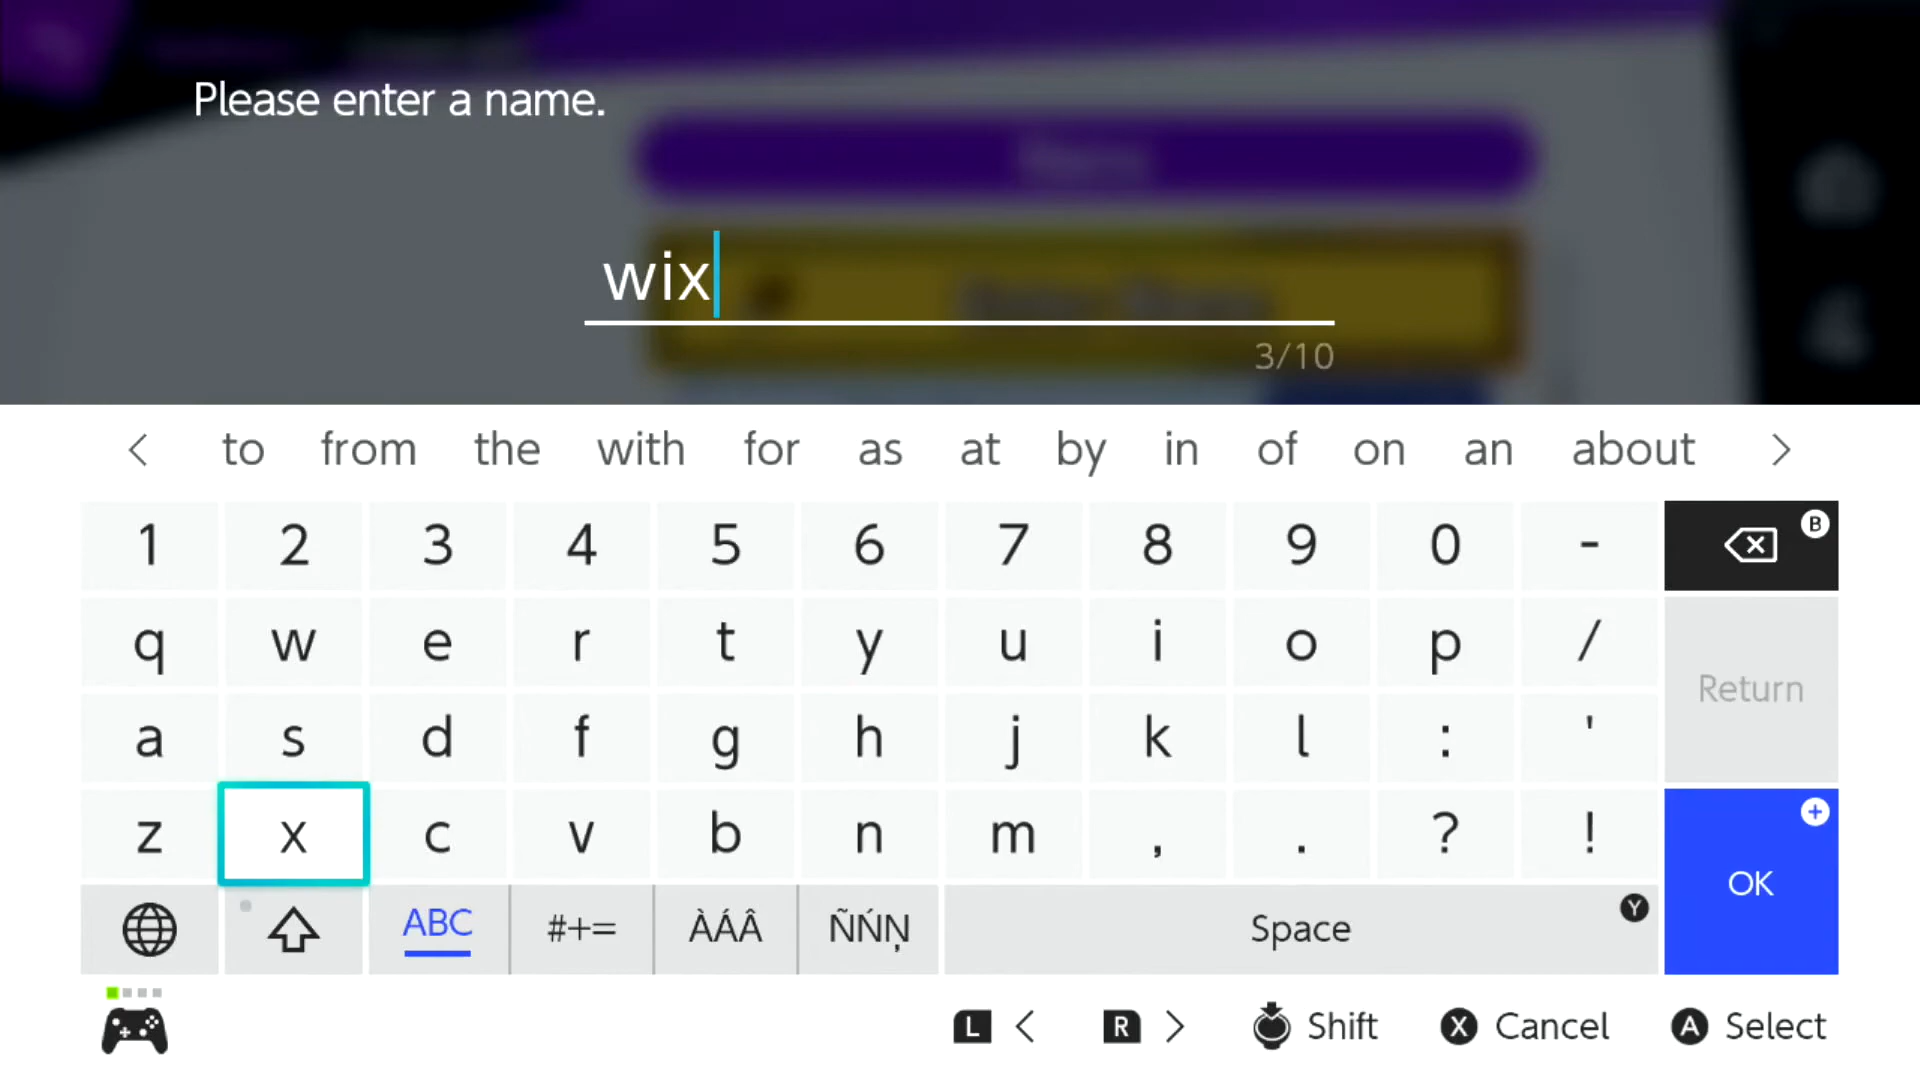 Please enter a name.
wix
3/10
< to from the with for as at by in of on an about >
1 2 3 4 5 6 7 8 9 0 - B
q w e r t y u i o p /
Return
a s d f g h j k l : '
z x c v b n m , . ? ! +
OK
ABC #+= ÀÁÂ ÑŃŅ Space Y
L < R > Shift X Cancel A Select